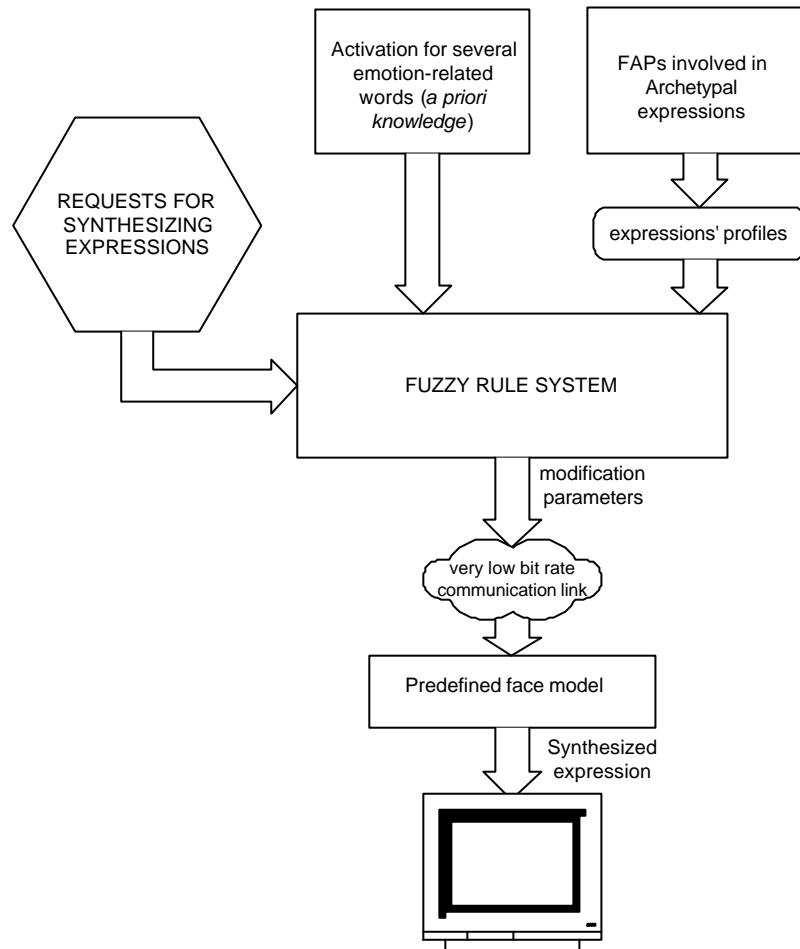 Activation for several
emotion-related
words (a priori
knowledge)
FAPs involved in
Archetypal
expressions
REQUESTS FOR
SYNTHESIZING
EXPRESSIONS
expressions' profiles
FUZZY RULE SYSTEM
modification
parameters
very low bit rate
communication link
Predefined face model
Synthesized
expression